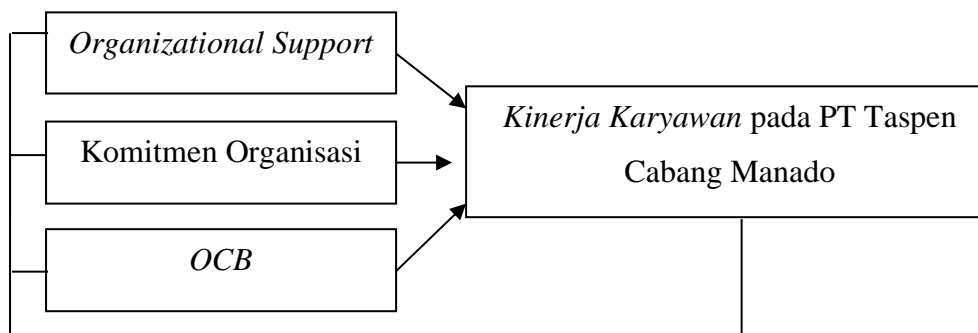 Organizational Support
Komitmen Organisasi
OCB
Kinerja Karyawan pada PT Taspen
Cabang Manado